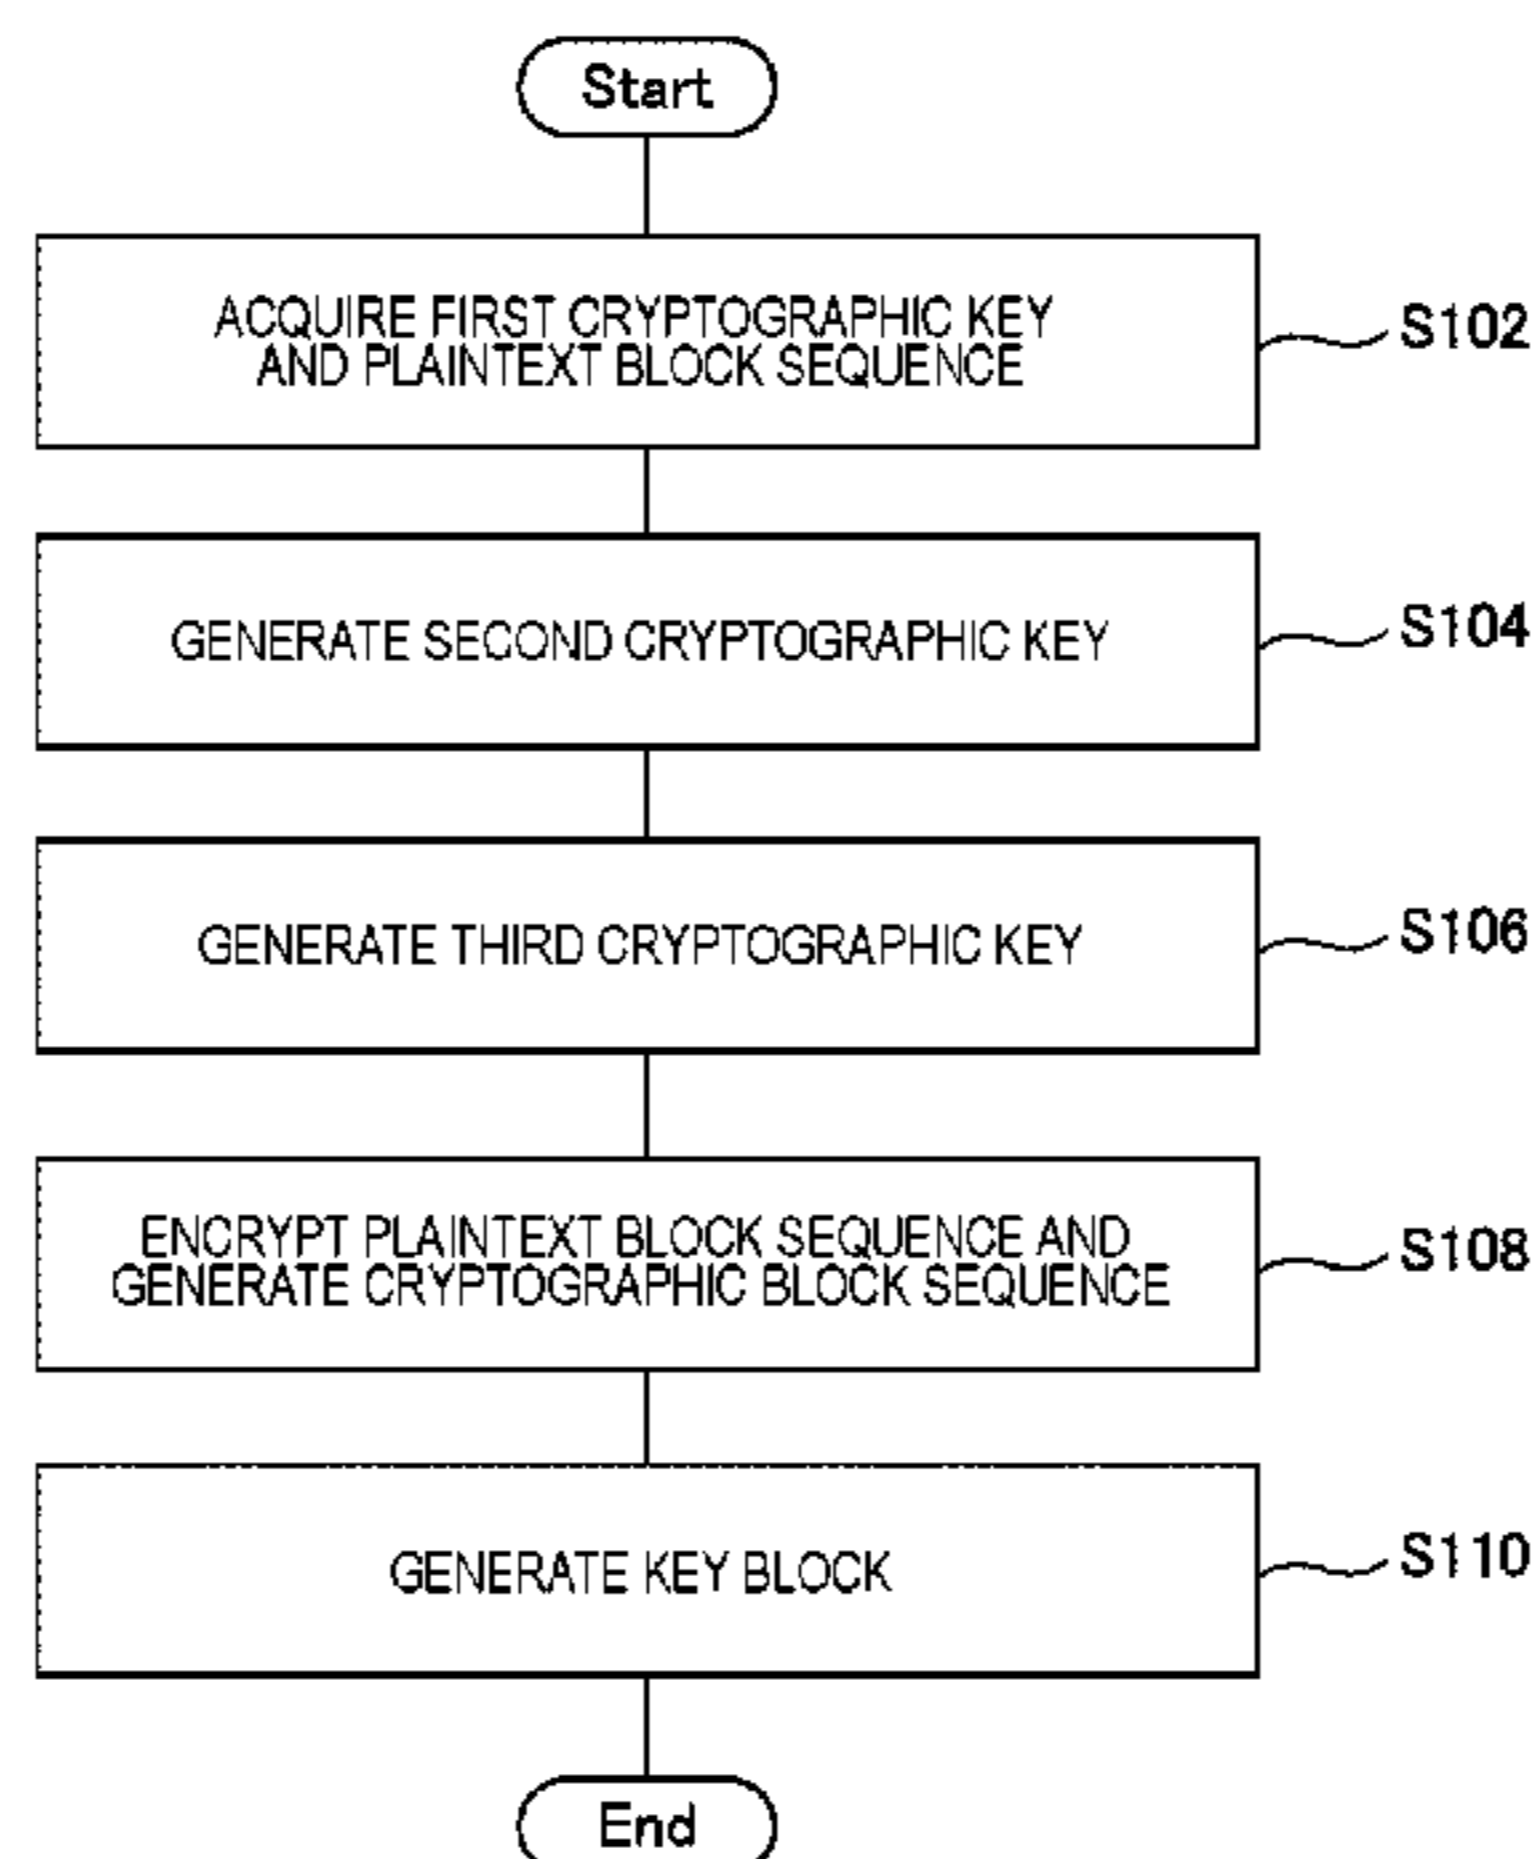 Start
ACQUIRE FIRST CRYPTOGRAPHIC KEY
AND PLAINTEXT BLOCK SEQUENCE
S102
GENERATE SECOND CRYPTOGRAPHIC KEY
S104
GENERATE THIRD CRYPTOGRAPHIC KEY
S106
ENCRYPT PLAINTEXT BLOCK SEQUENCE AND
GENERATE CRYPTOGRAPHIC BLOCK SEQUENCE
S108
GENERATE KEY BLOCK
S110
End